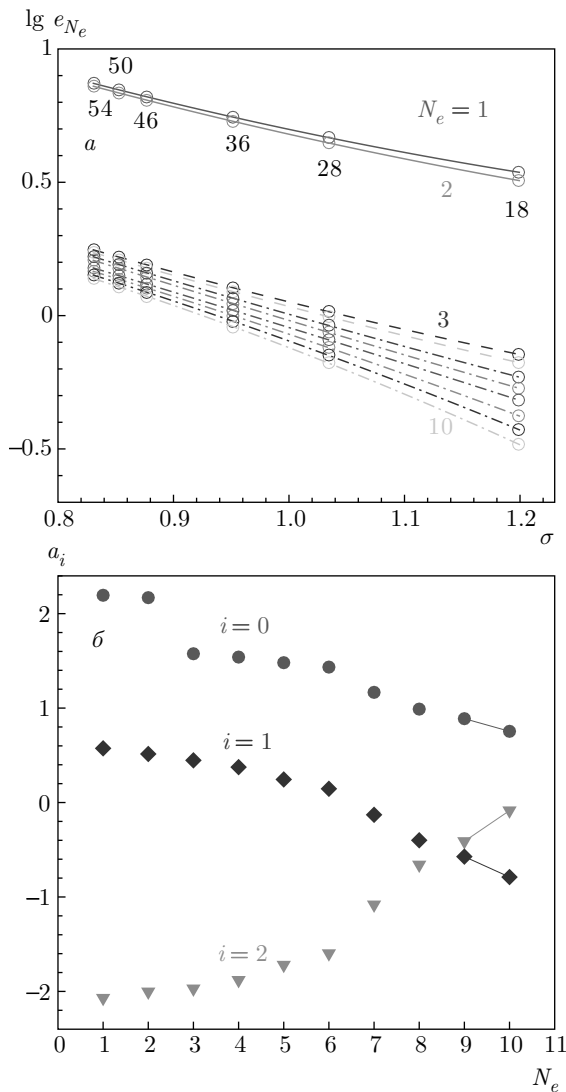 lg e_{N_e}
1
50
54
46
N_e = 1
a
36
2
28
0.5
18
3
0
10
−0.5
0.8 0.9 1.0 1.1 1.2
σ
a_i
2
б
i = 0
1
i = 1
0
−1
i = 2
−2
0 1 2 3 4 5 6 7 8 9 10 11
N_e